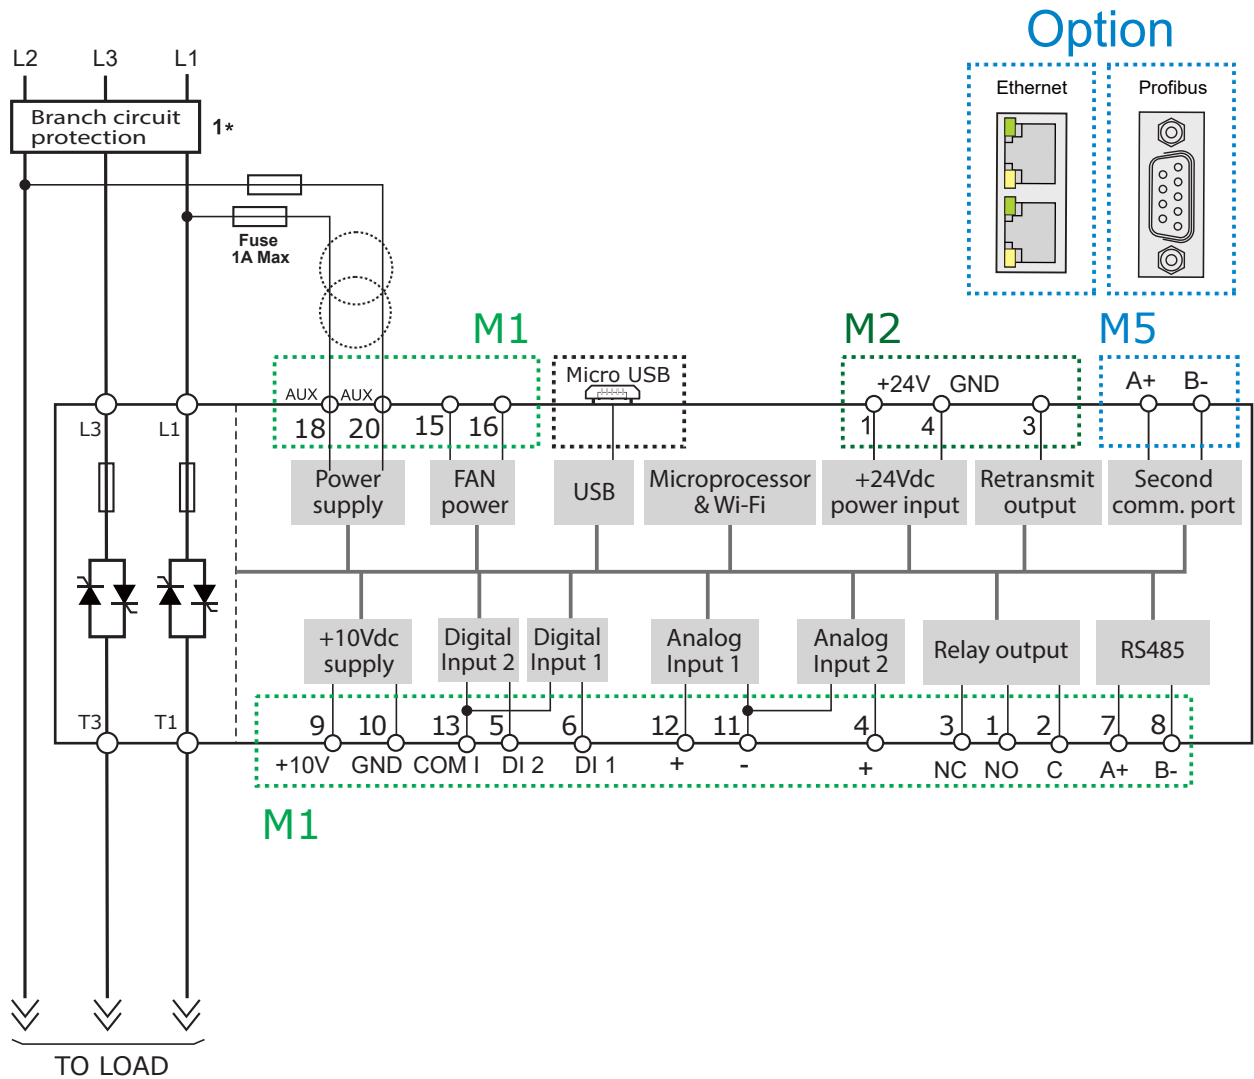 Option
L2 L3 L1
Ethernet Profibus
Branch circuit
protection
1*
Fuse
1A Max
M1 M2 M5
Micro USB
AUX AUX
+24V GND
A+ B-
L3 L1
18 20 15 16
1 4 3
Power
supply
FAN
power
USB
Microprocessor
& Wi-Fi
+24Vdc
power input
Retransmit
output
Second
comm. port
+10Vdc
supply
Digital
Input 2
Digital
Input 1
Analog
Input 1
Analog
Input 2
Relay output
RS485
T3 T1
9 10 13 5 6 12 11 4 3 1 2 7 8
+10V GND COM I DI 2 DI 1 + - + NC NO C A+ B-
M1
TO LOAD